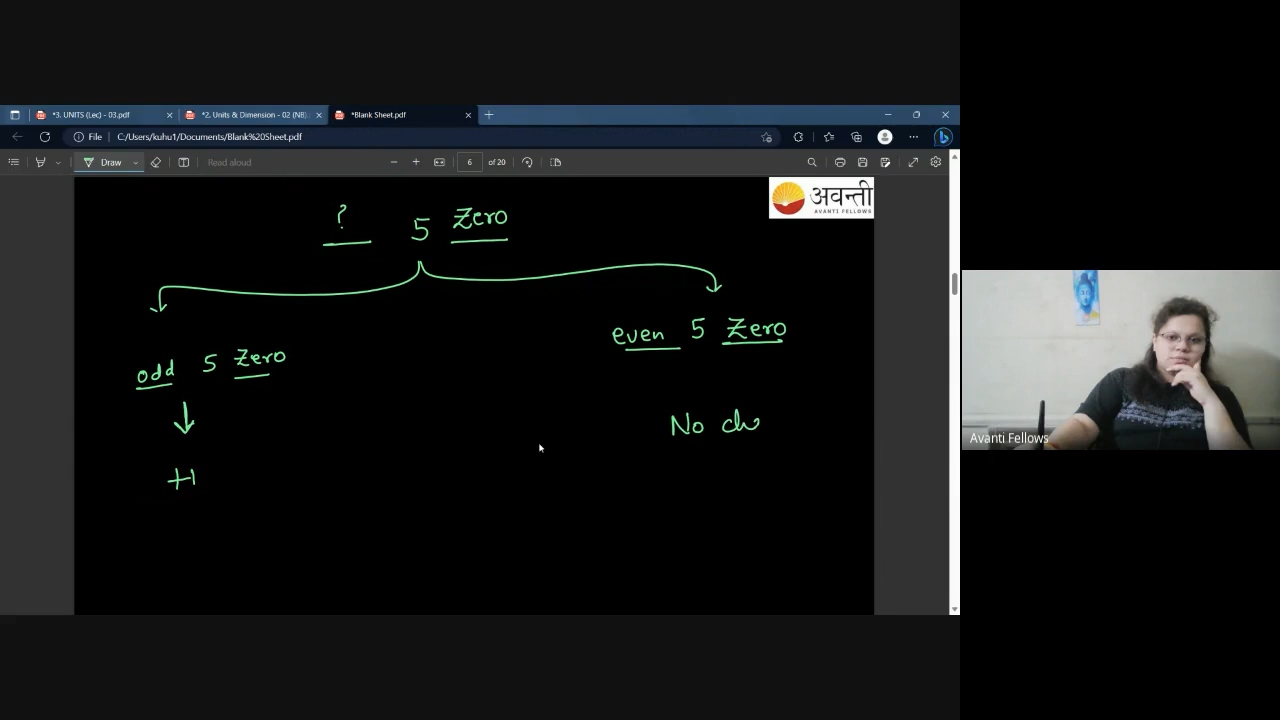 *3. UNITS (Lec) - 03.pdf
*2. Units & Dimension - 02 (NB).
*Blank Sheet.pdf
File C:/Users/kuhu1/Documents/Blank%20Sheet.pdf
Draw
Read aloud
6 of 20
अवन्ती
AVANTI FELLOWS
? 5 Zero
odd 5 Zero
even 5 Zero
+1
No ch
Avanti Fellows